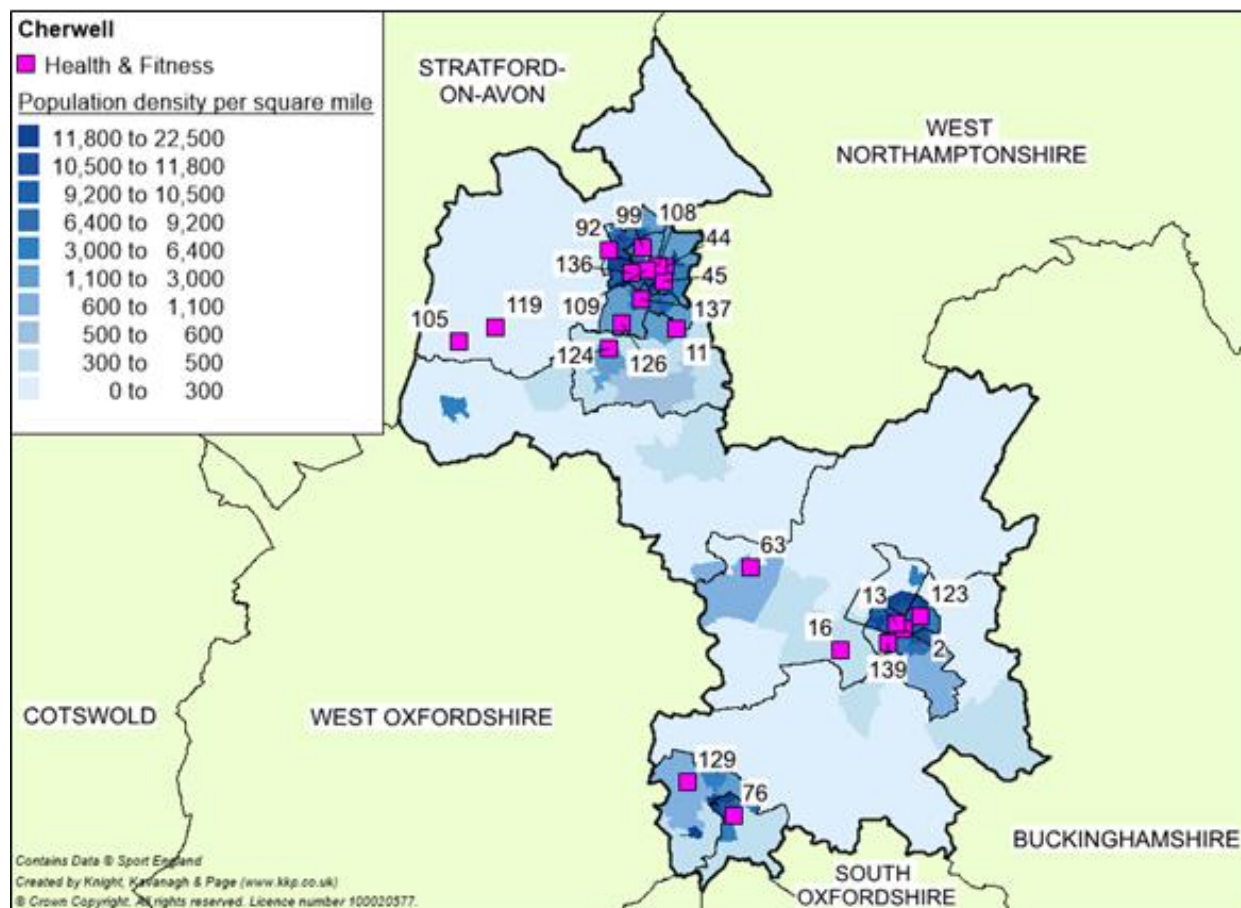 Cherwell
Health & Fitness
Population density per square mile
11,800 to 22,500
10,500 to 11,800
9,200 to 10,500
6,400 to 9,200
3,000 to 6,400
1,100 to 3,000
600 to 1,100
500 to 600
300 to 500
0 to 300
STRATFORD-
ON-AVON
WEST
NORTHAMPTONSHIRE
92
99
108
44
136
45
109
137
105
119
124
126
11
63
13
123
16
139
2
COTSWOLD
WEST OXFORDSHIRE
129
76
BUCKINGHAMSHIRE
SOUTH
OXFORDSHIRE
Contains Data © Sport England
Created by Knight, Kavanagh & Page (www.kkp.co.uk)
© Crown Copyright. All rights reserved. Licence number 100020577.